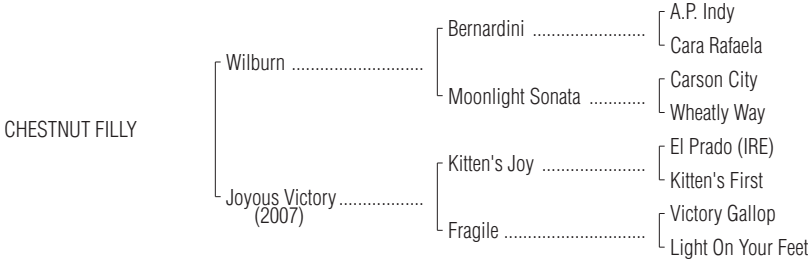 A.P. Indy
Bernardini ........................
Cara Rafaela
Wilburn ............................
Carson City
Moonlight Sonata ............
Wheatly Way
CHESTNUT FILLY
El Prado (IRE)
Kitten's Joy ......................
Kitten's First
Joyous Victory..................
(2007)
Victory Gallop
Fragile ..............................
Light On Your Feet